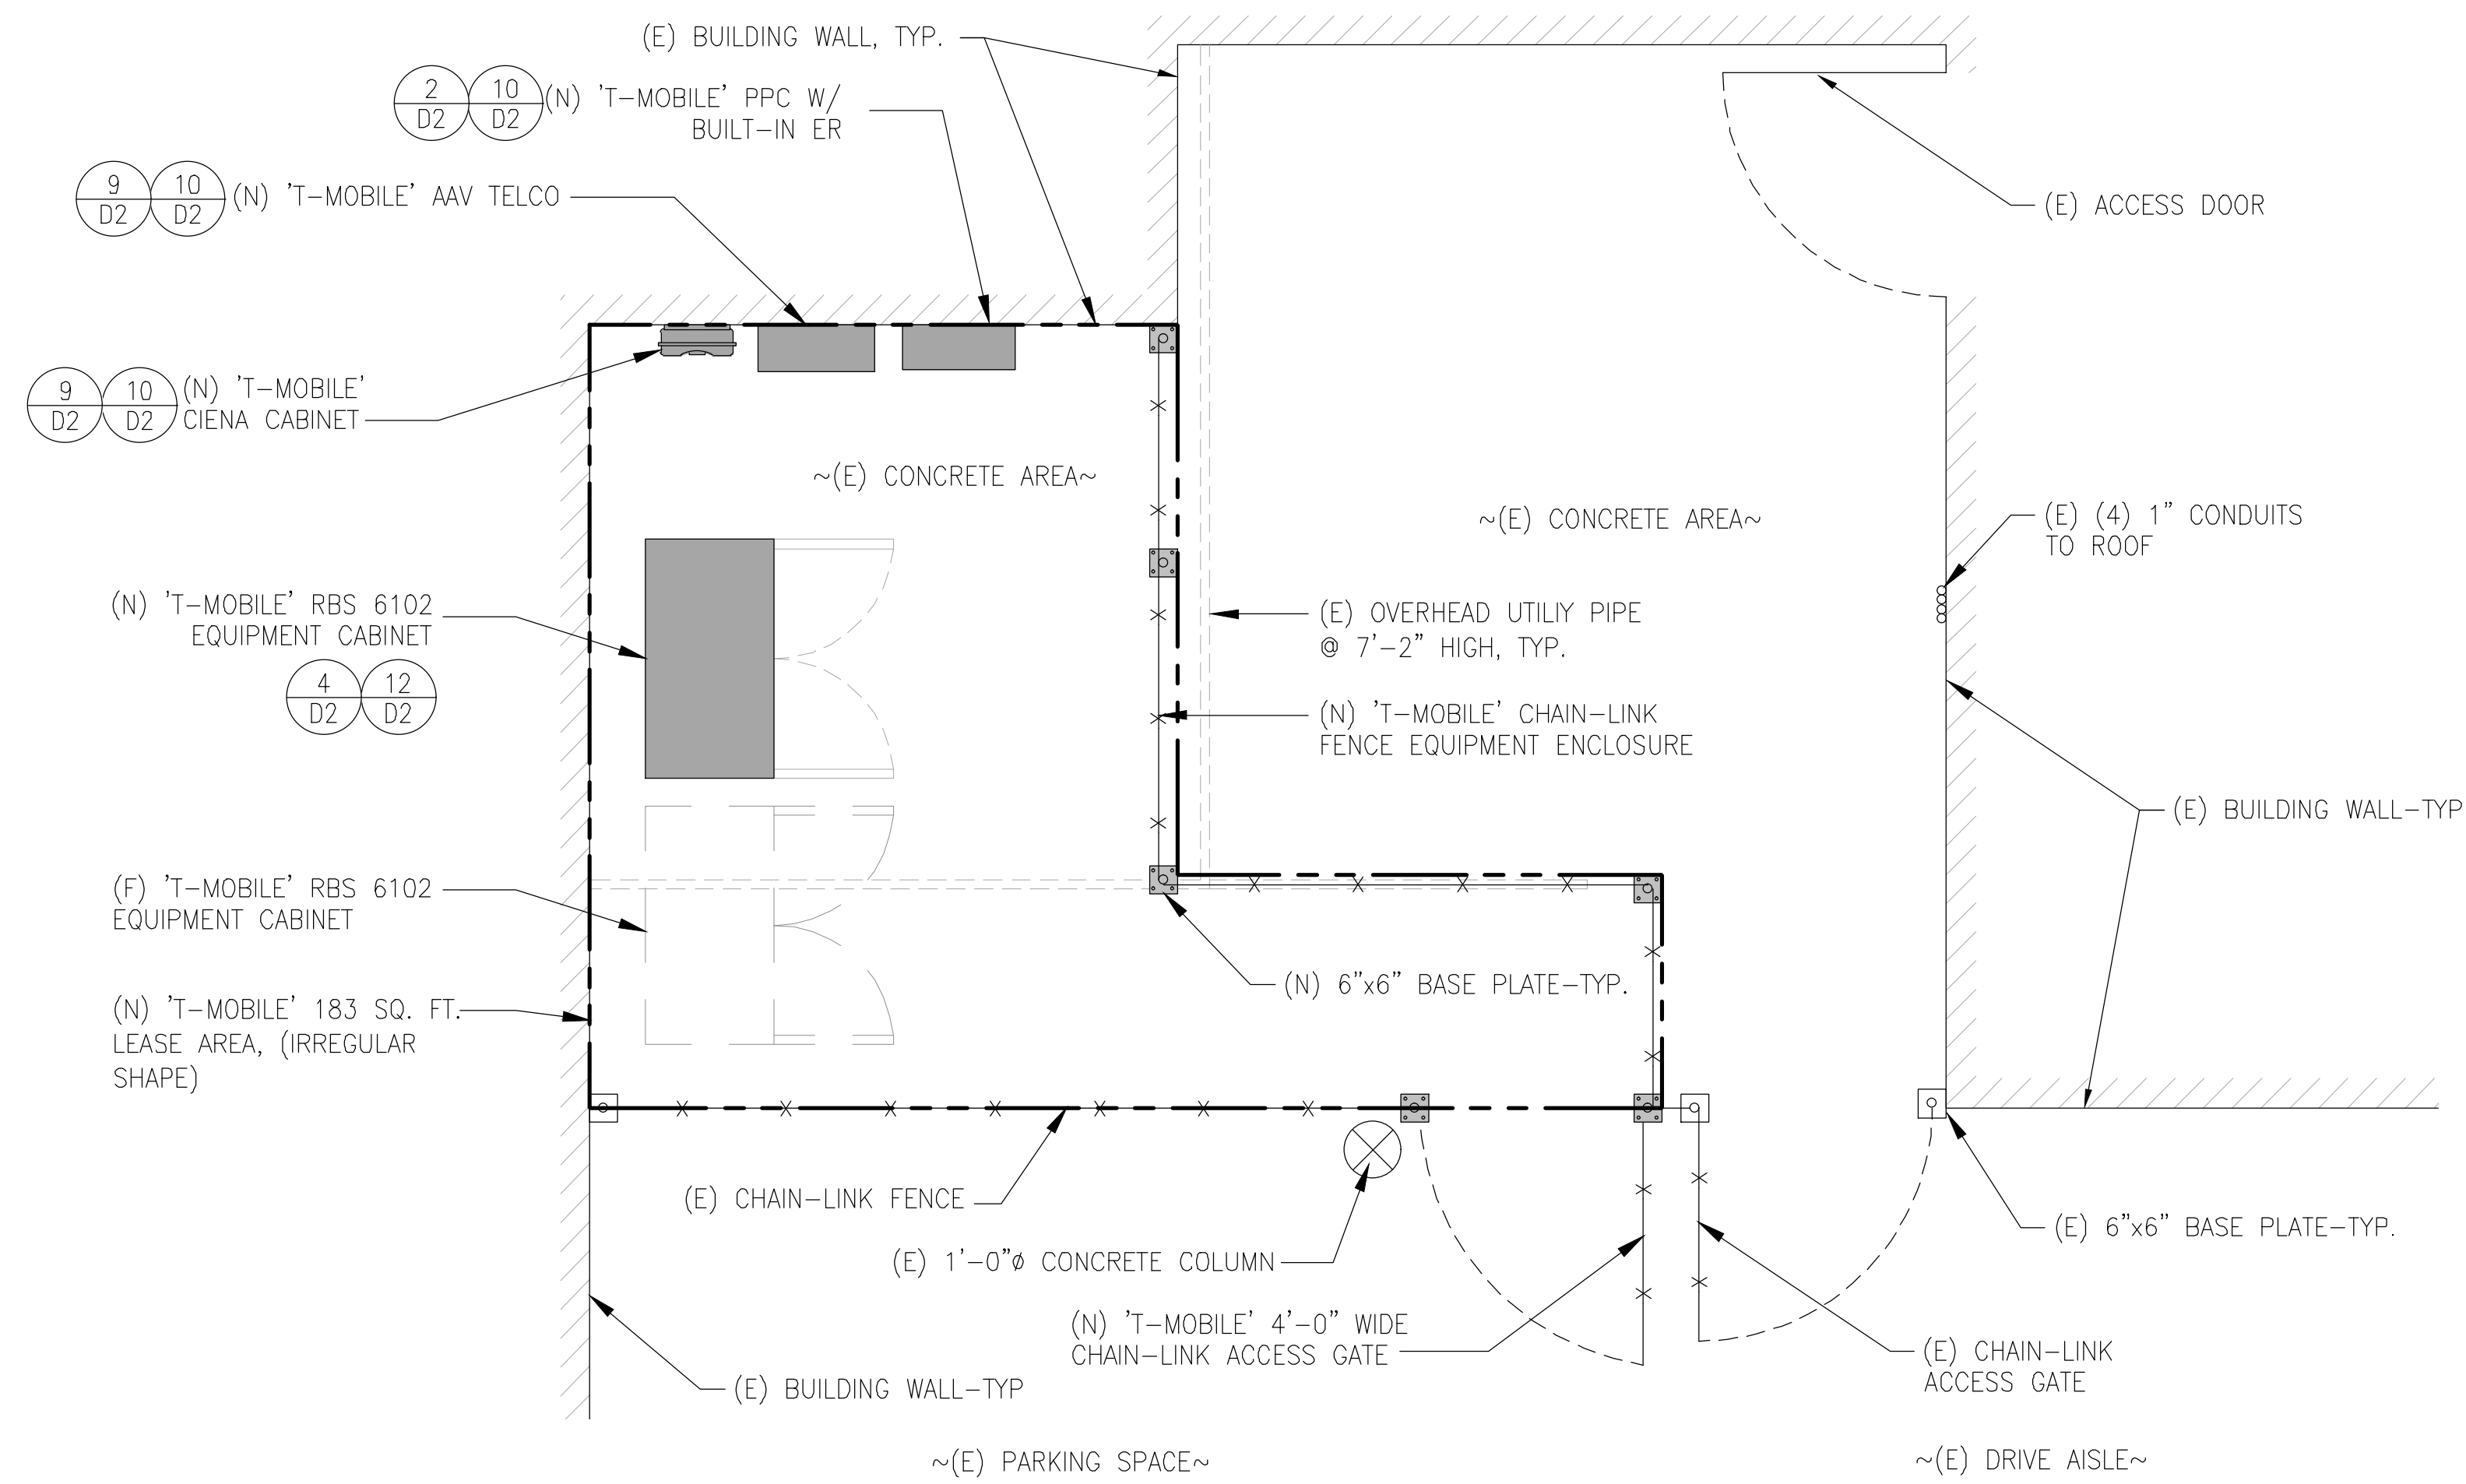 (E) BUILDING WALL, TYP.
2
D2
10
D2
(N) 'T-MOBILE' PPC W/
BUILT-IN ER
9
D2
10
D2
(N) 'T-MOBILE' AAV TELCO
(E) ACCESS DOOR
9
D2
10
D2
(N) 'T-MOBILE'
CIENA CABINET
~(E) CONCRETE AREA~
~(E) CONCRETE AREA~
(E) (4) 1" CONDUITS
TO ROOF
(N) 'T-MOBILE' RBS 6102
EQUIPMENT CABINET
4
D2
12
D2
(E) OVERHEAD UTILIY PIPE
@ 7'-2" HIGH, TYP.
(N) 'T-MOBILE' CHAIN-LINK
FENCE EQUIPMENT ENCLOSURE
(E) BUILDING WALL-TYP
(F) 'T-MOBILE' RBS 6102
EQUIPMENT CABINET
(N) 6"x6" BASE PLATE-TYP.
(N) 'T-MOBILE' 183 SQ. FT.
LEASE AREA, (IRREGULAR
SHAPE)
(E) CHAIN-LINK FENCE
(E) 6"x6" BASE PLATE-TYP.
(E) 1'-0"ø CONCRETE COLUMN
(N) 'T-MOBILE' 4'-0" WIDE
CHAIN-LINK ACCESS GATE
(E) CHAIN-LINK
ACCESS GATE
(E) BUILDING WALL-TYP
~(E) PARKING SPACE~
~(E) DRIVE AISLE~